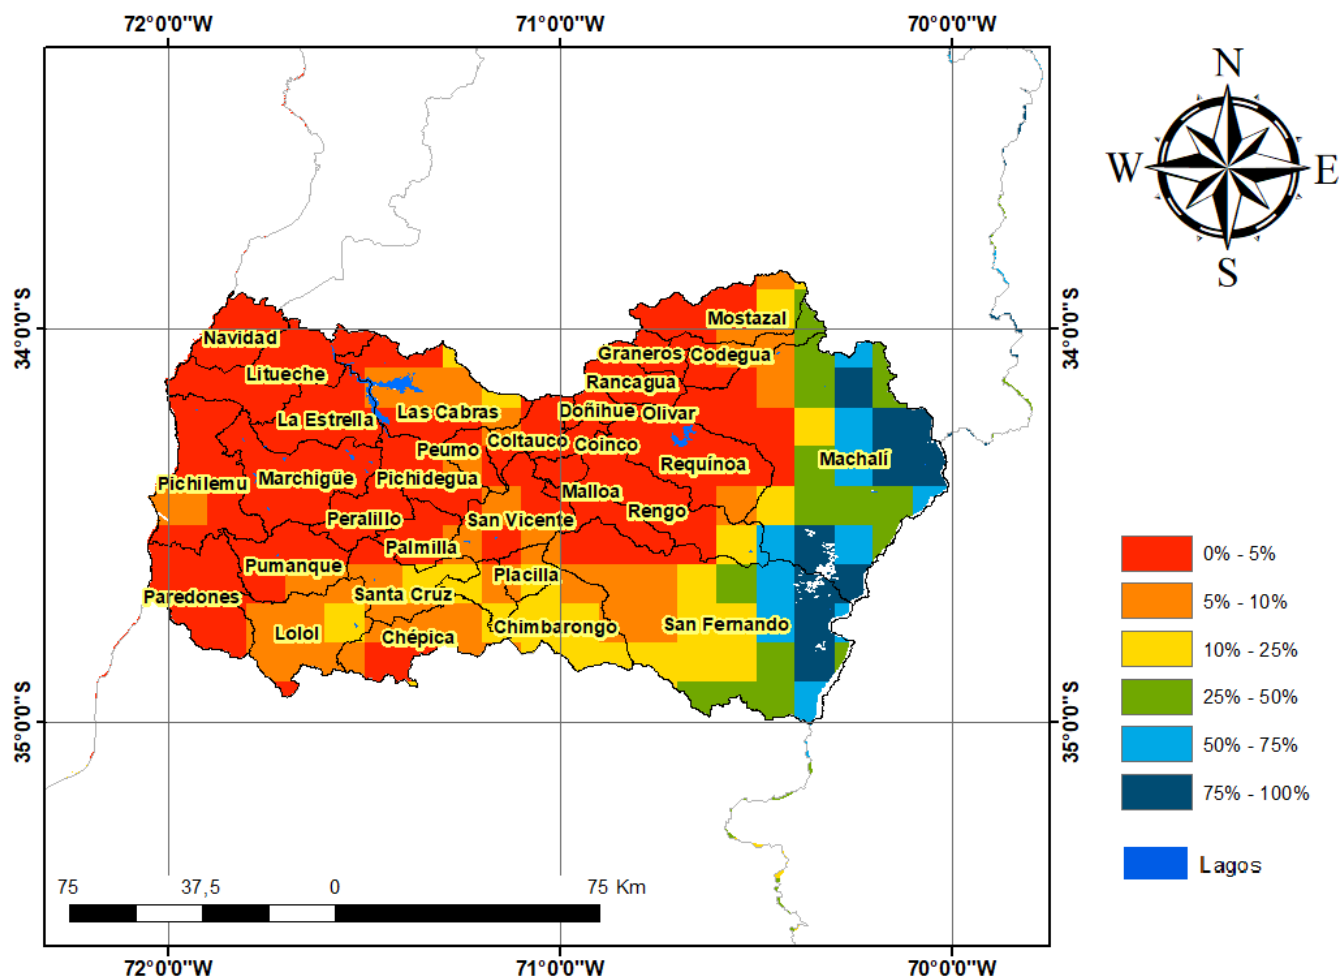 72°0'0"W
71°0'0"W
70°0'0"W
N
W
E
S
34°0'0"S
34°0'0"S
Mostazal
Navidad
Graneros
Codegua
Litueche
Rancagua
La Estrella
Las Cabras
Doñihue
Olivar
Peumo
Coltauco
Coinco
Requínoa
Machalí
Pichilemu
Marchigüe
Pichidegua
Malloa
Rengo
Peralillo
San Vicente
Palmilla
Pumanque
Placilla
Paredones
Santa Cruz
Lolol
Chépica
Chimbarongo
San Fernando
0% - 5%
5% - 10%
10% - 25%
25% - 50%
50% - 75%
75% - 100%
Lagos
35°0'0"S
35°0'0"S
75
37,5
0
75 Km
72°0'0"W
71°0'0"W
70°0'0"W